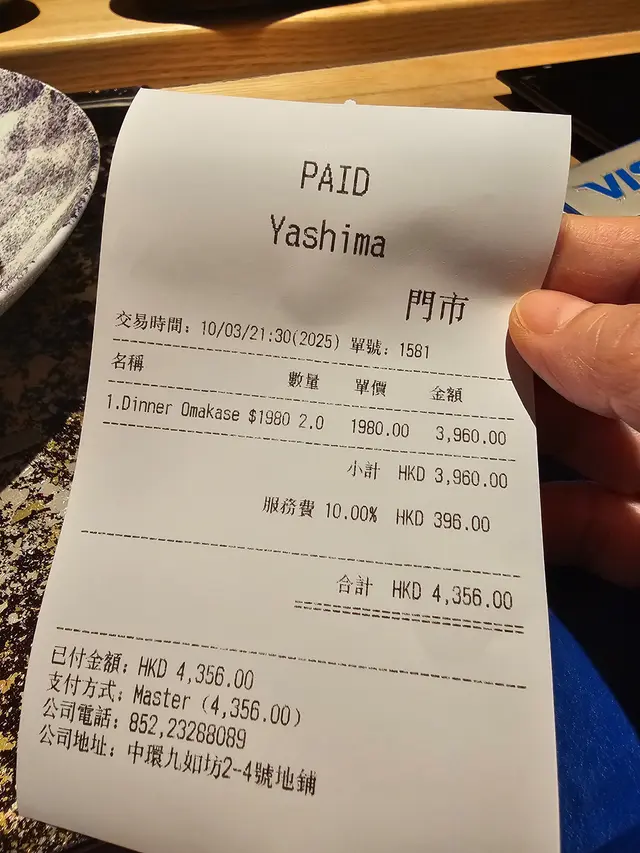 PAID
Yashima
門市
交易時間：10/03/21:30(2025) 單號：1581
名稱 數量 單價 金額
1.Dinner Omakase $1980 2.0 1980.00 3,960.00
小計 HKD 3,960.00
服務費 10.00% HKD 396.00
合計 HKD 4,356.00
已付金額：HKD 4,356.00
支付方式：Master (4,356.00)
公司電話：852,23288089
公司地址：中環九如坊2-4號地鋪
VIS